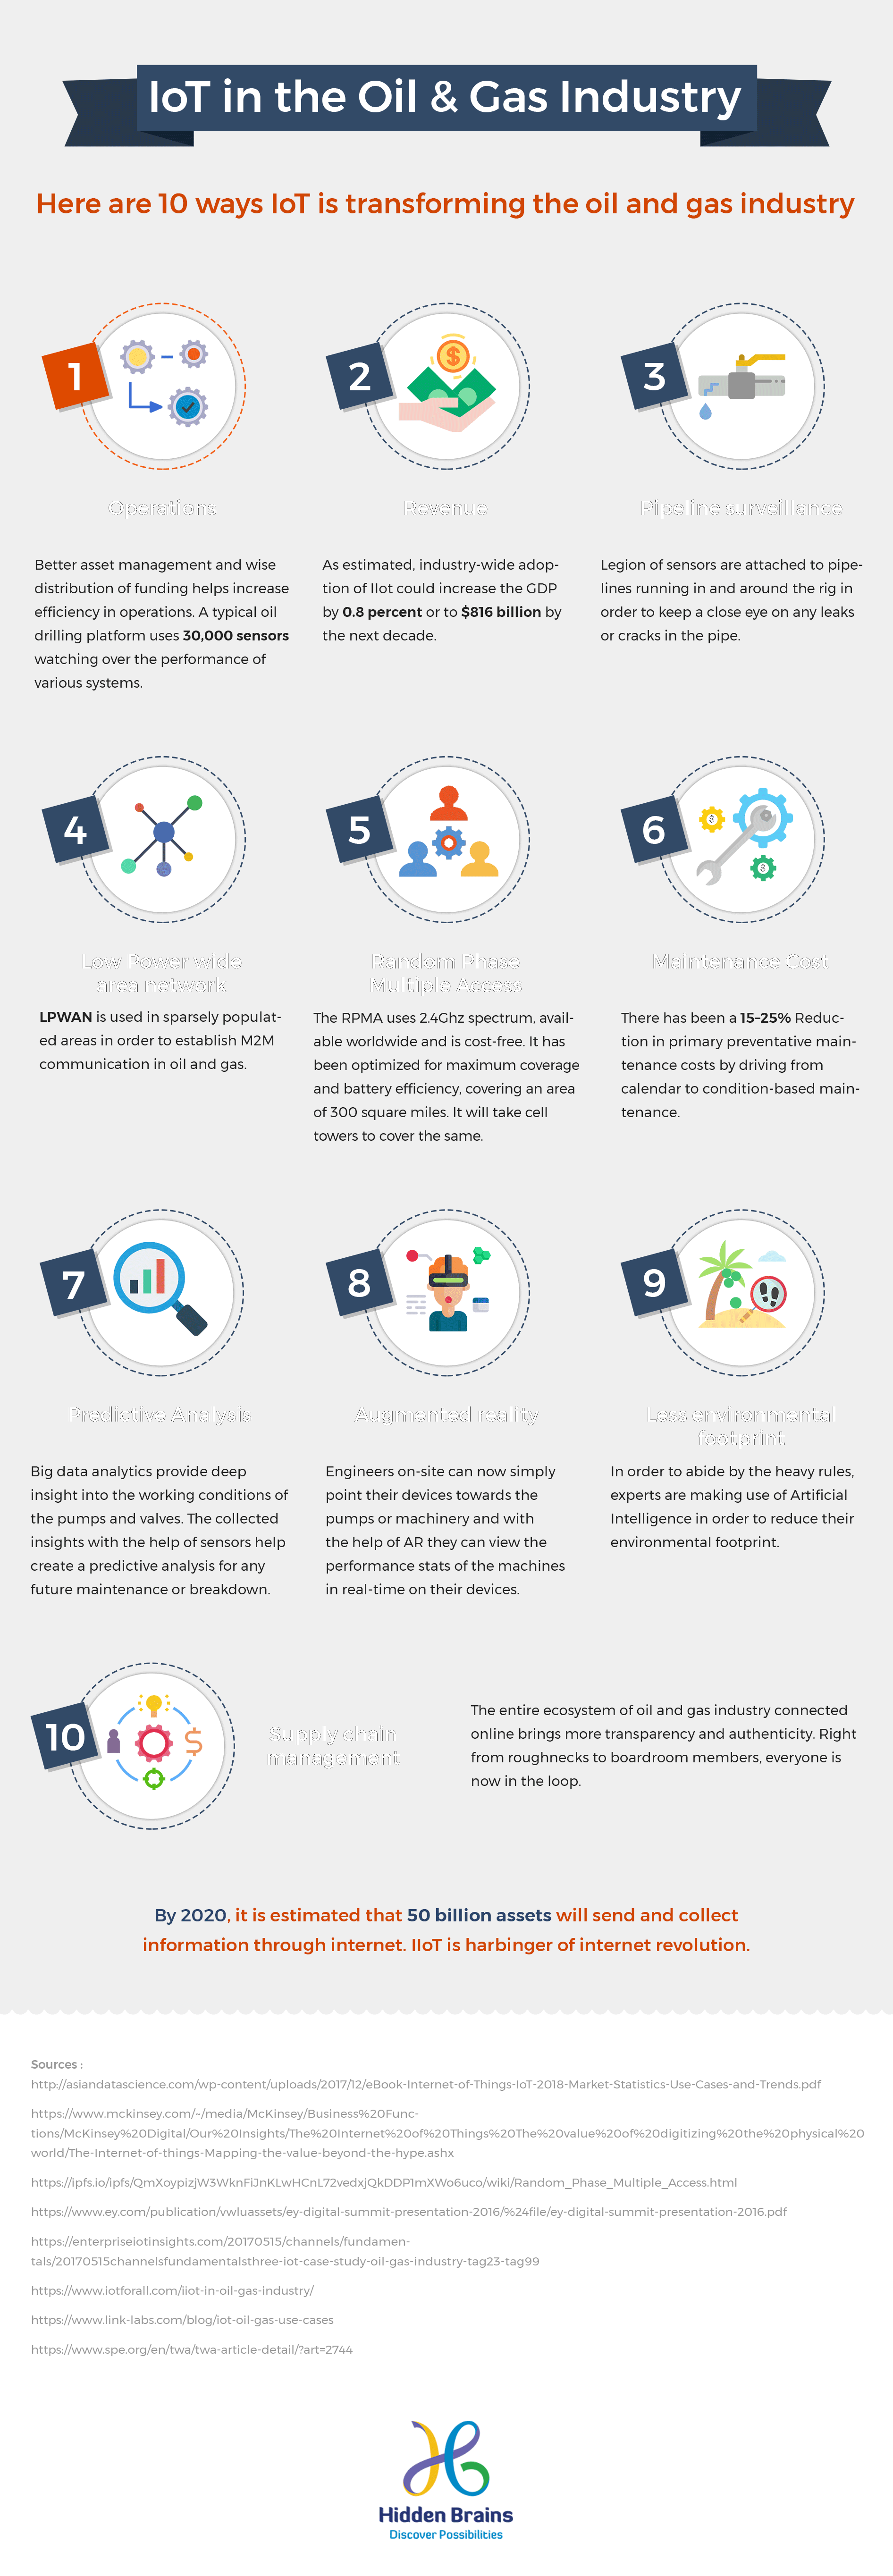 IoT in the Oil & Gas Industry
Here are 10 ways IoT is transforming the oil and gas industry
1
Operations
Better asset management and wise
distribution of funding helps increase
efficiency in operations. A typical oil
drilling platform uses 30,000 sensors
watching over the performance of
various systems.
2
Revenue
As estimated, industry-wide adop-
tion of IIot could increase the GDP
by 0.8 percent or to $816 billion by
the next decade.
3
Pipeline surveillance
Legion of sensors are attached to pipe-
lines running in and around the rig in
order to keep a close eye on any leaks
or cracks in the pipe.
4
Low Power wide
area network
LPWAN is used in sparsely populat-
ed areas in order to establish M2M
communication in oil and gas.
5
Random Phase
Multiple Access
The RPMA uses 2.4Ghz spectrum, avail-
able worldwide and is cost-free. It has
been optimized for maximum coverage
and battery efficiency, covering an area
of 300 square miles. It will take cell
towers to cover the same.
6
Maintenance Cost
There has been a 15-25% Reduc-
tion in primary preventative main-
tenance costs by driving from
calendar to condition-based main-
tenance.
7
Predictive Analysis
Big data analytics provide deep
insight into the working conditions of
the pumps and valves. The collected
insights with the help of sensors help
create a predictive analysis for any
future maintenance or breakdown.
8
Augmented reality
Engineers on-site can now simply
point their devices towards the
pumps or machinery and with
the help of AR they can view the
performance stats of the machines
in real-time on their devices.
9
Less environmental
footprint
In order to abide by the heavy rules,
experts are making use of Artificial
Intelligence in order to reduce their
environmental footprint.
10
Supply chain
management
The entire ecosystem of oil and gas industry connected
online brings more transparency and authenticity. Right
from roughnecks to boardroom members, everyone is
now in the loop.
By 2020, it is estimated that 50 billion assets will send and collect
information through internet. IIoT is harbinger of internet revolution.
Sources :
http://asiandatascience.com/wp-content/uploads/2017/12/eBook-Internet-of-Things-IoT-2018-Market-Statistics-Use-Cases-and-Trends.pdf
https://www.mckinsey.com/~/media/McKinsey/Business%20Func-
tions/McKinsey%20Digital/Our%20Insights/The%20Internet%20of%20Things%20The%20value%20of%20digitizing%20the%20physical%20
world/The-Internet-of-things-Mapping-the-value-beyond-the-hype.ashx
https://ipfs.io/ipfs/QmXoypizjW3WknFiJnKLwHCnL72vedxjQkDDP1mXWo6uco/wiki/Random_Phase_Multiple_Access.html
https://www.ey.com/publication/vwluassets/ey-digital-summit-presentation-2016/%24file/ey-digital-summit-presentation-2016.pdf
https://enterpriseiotinsights.com/20170515/channels/fundamen-
tals/20170515channelsfundamentalsthree-iot-case-study-oil-gas-industry-tag23-tag99
https://www.iotforall.com/iiot-in-oil-gas-industry/
https://www.link-labs.com/blog/iot-oil-gas-use-cases
https://www.spe.org/en/twa/twa-article-detail/?art=2744
Hidden Brains
Discover Possibilities